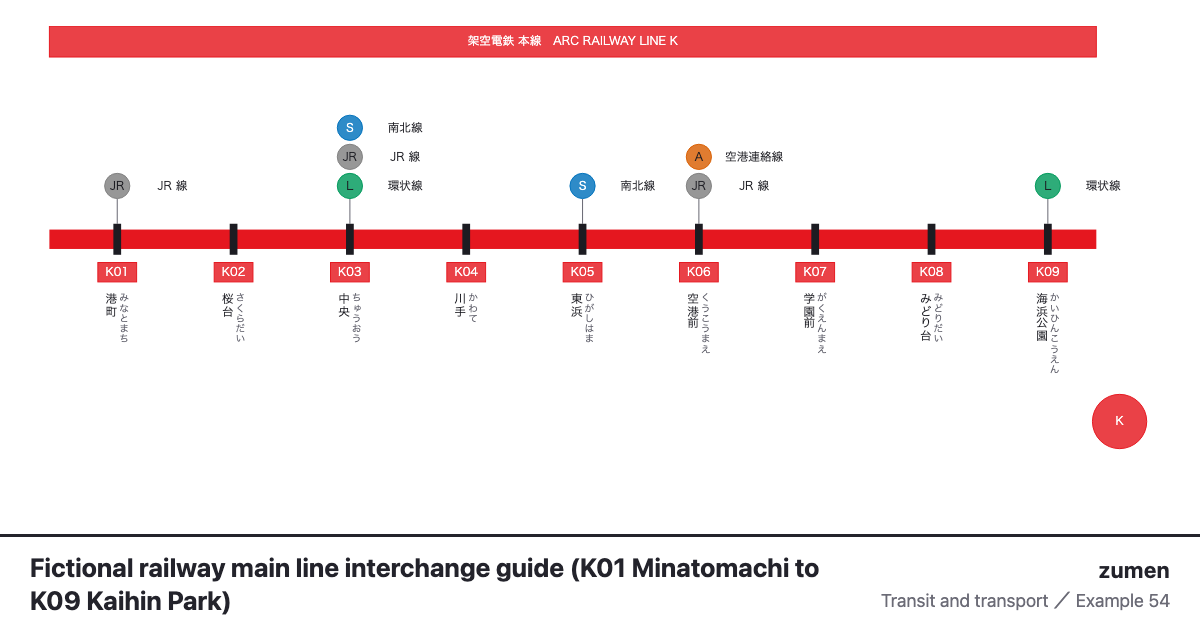 架空電鉄 本線 ARC RAILWAY LINE K
S 南北線
JR JR 線
L 環状線
A 空港連絡線
JR JR 線
S 南北線
JR JR 線
L 環状線
K01
K02
K03
K04
K05
K06
K07
K08
K09
港町
みなとまち
桜台
さくらだい
中央
ちゅうおう
川手
かわて
東浜
ひがしはま
空港前
くうこうまえ
学園前
がくえんまえ
みどり台
みどりだい
海浜公園
かいひんこうえん
K
Fictional railway main line interchange guide (K01 Minatomachi to
K09 Kaihin Park)
zumen
Transit and transport ／ Example 54